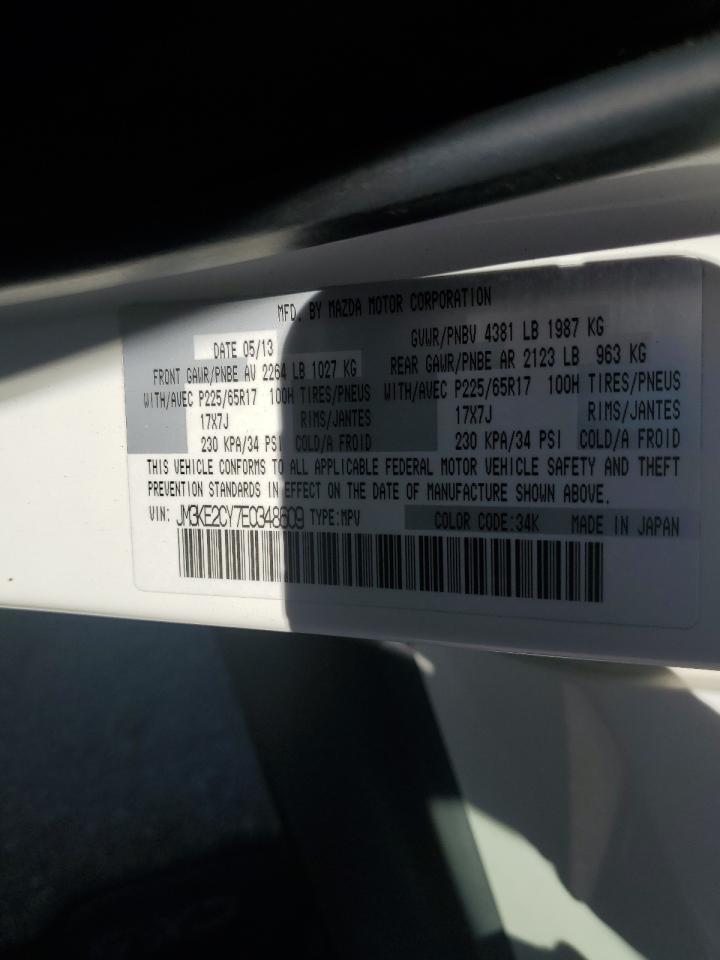 MFD. BY MAZDA MOTOR CORPORATION
DATE 05/13 GVWR/PNBV 4381 LB 1987 KG
FRONT GAWR/PNBE AV 2264 LB 1027 KG REAR GAWR/PNBE AR 2123 LB 963 KG
WITH/AVEC P225/65R17 100H TIRES/PNEUS WITH/AVEC P225/65R17 100H TIRES/PNEUS
17X7J RIMS/JANTES 17X7J RIMS/JANTES
230 KPA/34 PSI COLD/A FROID 230 KPA/34 PSI COLD/A FROID
THIS VEHICLE CONFORMS TO ALL APPLICABLE FEDERAL MOTOR VEHICLE SAFETY AND THEFT
PREVENTION STANDARDS IN EFFECT ON THE DATE OF MANUFACTURE SHOWN ABOVE.
VIN: JM3KE2CY7E0348609 TYPE:MPV COLOR CODE:34K MADE IN JAPAN